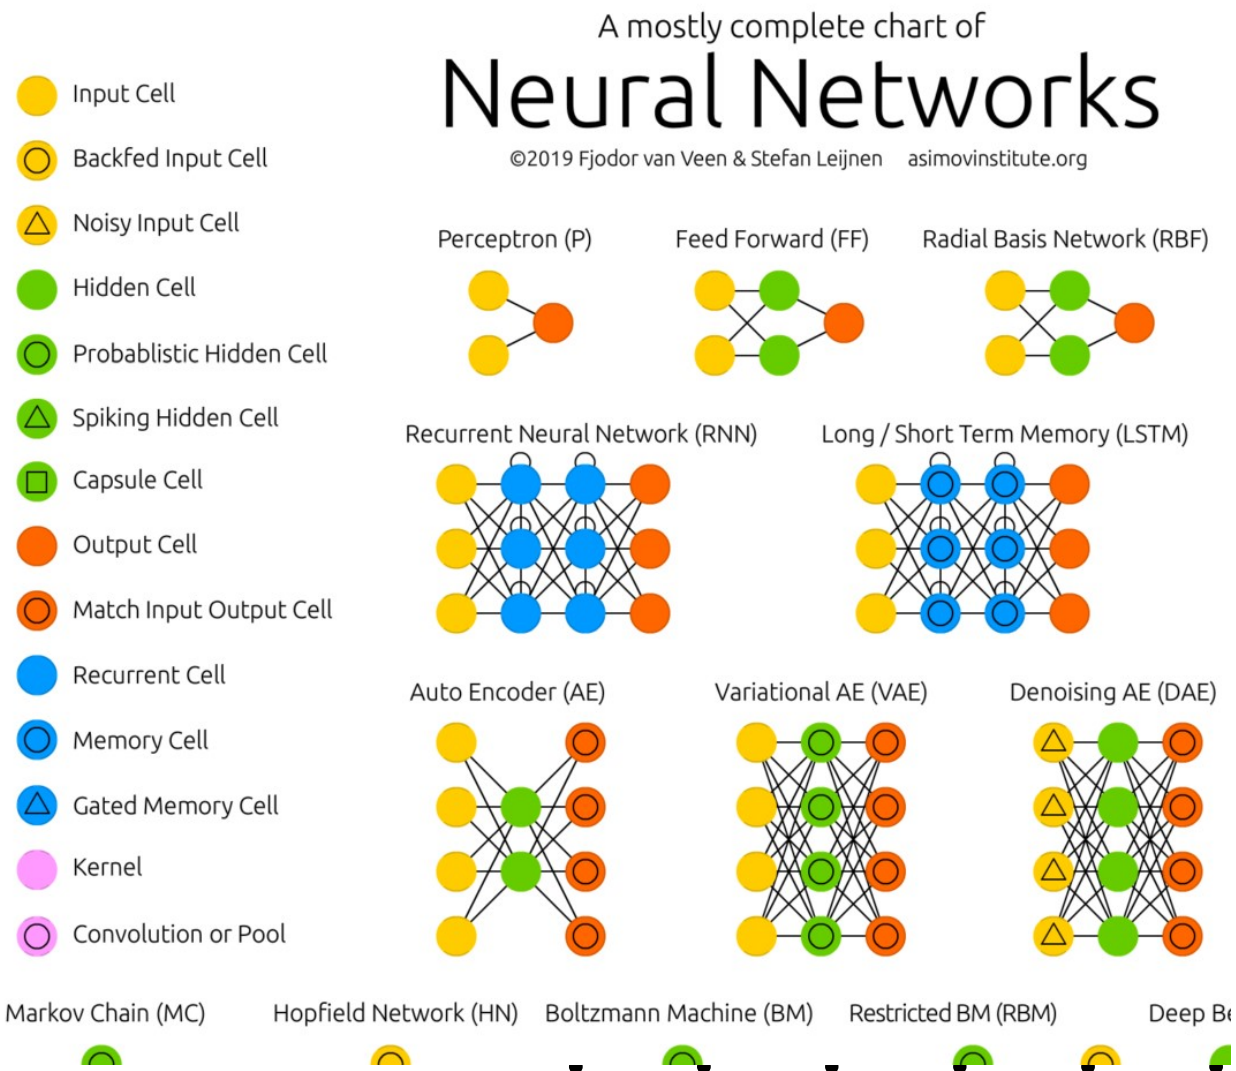 A mostly complete chart of
Neural Networks
©2019 Fjodor van Veen & Stefan Leijnen asimovinstitute.org
Input Cell
Backfed Input Cell
Noisy Input Cell
Hidden Cell
Probablistic Hidden Cell
Spiking Hidden Cell
Capsule Cell
Output Cell
Match Input Output Cell
Recurrent Cell
Memory Cell
Gated Memory Cell
Kernel
Convolution or Pool
Perceptron (P)
Feed Forward (FF)
Radial Basis Network (RBF)
Recurrent Neural Network (RNN)
Long / Short Term Memory (LSTM)
Auto Encoder (AE)
Variational AE (VAE)
Denoising AE (DAE)
Markov Chain (MC)
Hopfield Network (HN)
Boltzmann Machine (BM)
Restricted BM (RBM)
Deep